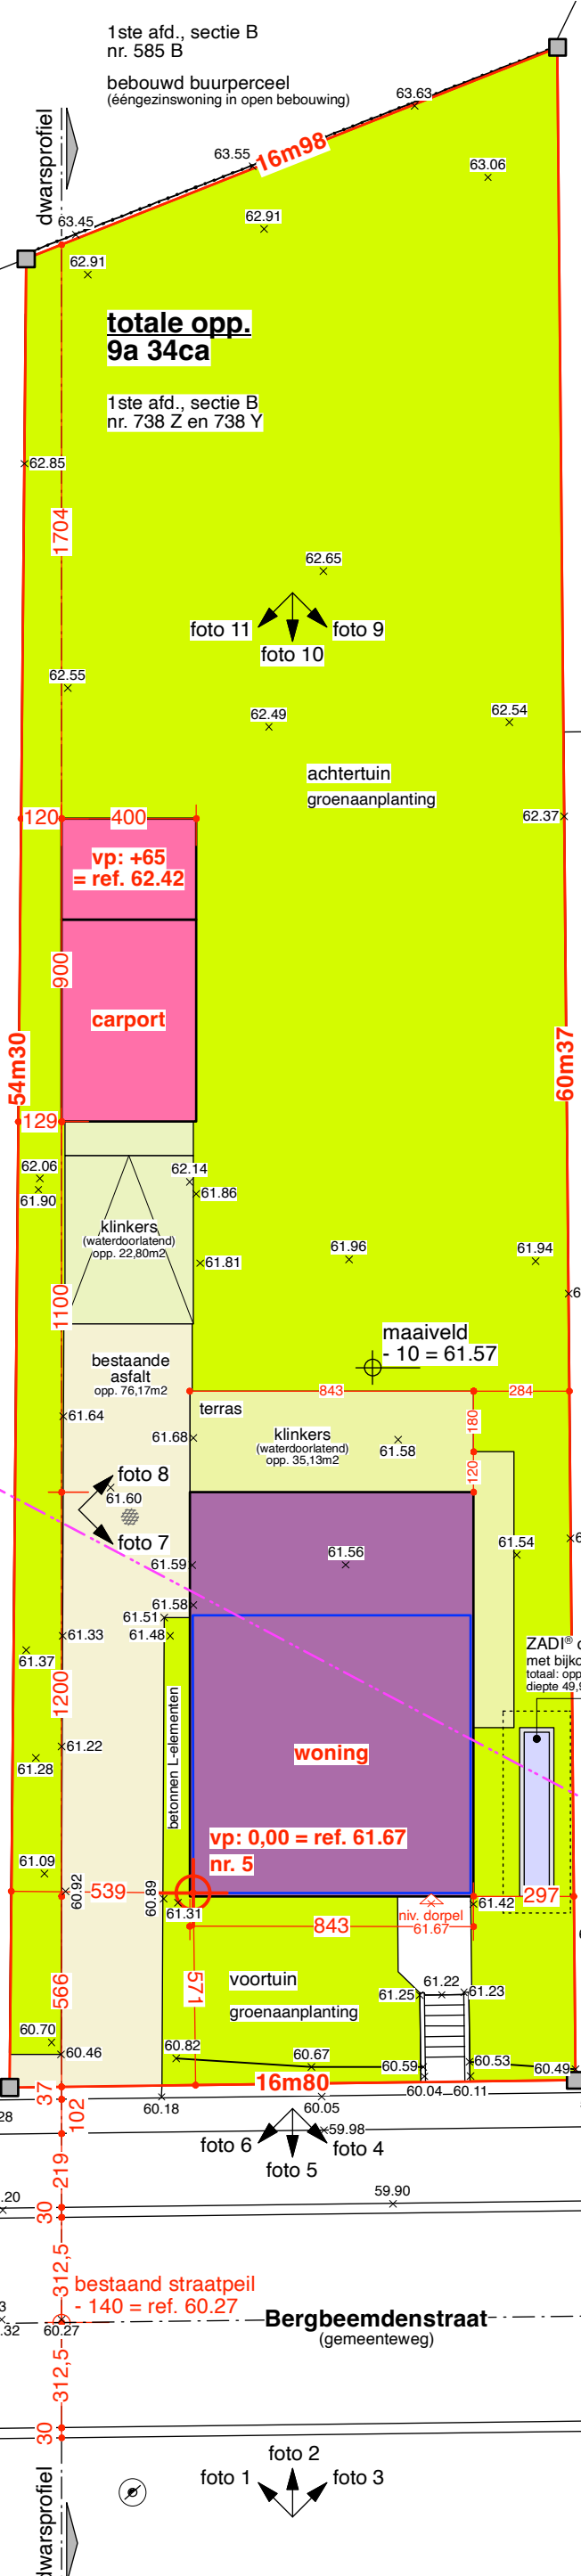 1ste afd., sectie B
nr. 585 B
bebouwd buurperceel
(ééngezinswoning in open bebouwing)
dwarsprofiel
63.63
16m98
63.55
63.06
63.45
62.91
62.91
totale opp.
9a 34ca
1ste afd., sectie B
nr. 738 Z en 738 Y
62.85
1704
62.65
foto 11
foto 9
foto 10
62.55
62.49
62.54
achtertuin
groenaanplanting
120
400
62.37
vp: +65
= ref. 62.42
900
carport
54m30
60m37
129
62.06
62.14
61.90
61.86
klinkers
(waterdoorlatend)
opp. 22,80m2
61.96
61.94
61.81
1100
maaiveld
- 10 = 61.57
bestaande
asfalt
opp. 76,17m2
843
284
terras
61.64
180
klinkers
(waterdoorlatend)
opp. 35,13m2
61.68
61.58
120
foto 8
61.60
foto 7
61.56
61.54
61.59
61.58
61.51
61.48
61.33
61.37
ZADI®
met bijko
totaal: opp
diepte 49,
1200
betonnen L-elementen
61.22
woning
61.28
vp: 0,00 = ref. 61.67
nr. 5
61.09
60.92
539
60.89
61.31
297
61.42
niv. dorpel
61.67
843
566
571
voortuin
61.22
61.25
61.23
groenaanplanting
60.70
60.46
60.82
60.67
60.59
60.53
60.49
16m80
37
60.04
60.11
60.18
60.05
28
102
59.98
foto 6
foto 4
foto 5
219
.20
59.90
30
312,5
bestaand straatpeil
- 140 = ref. 60.27
3
.32
60.27
Bergbeemdenstraat
(gemeenteweg)
312,5
30
foto 2
foto 1
foto 3
dwarsprofiel